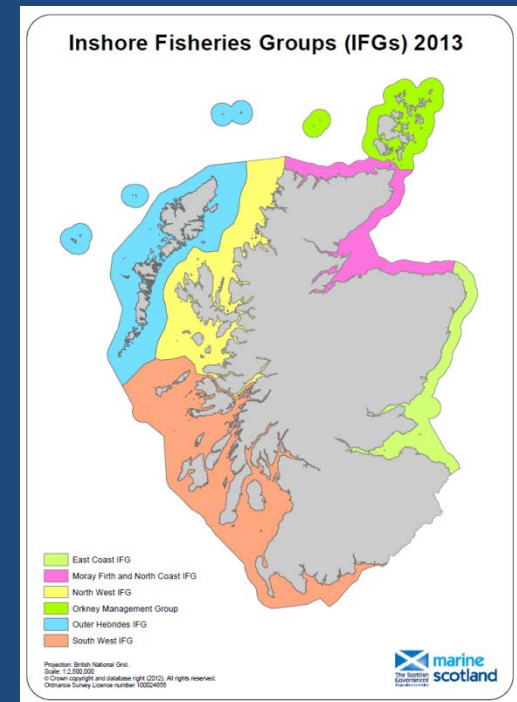 Inshore Fisheries Groups (IFGs) 2013
East Coast IFG
Moray Firth and North Coast IFG
North West IFG
Orkney Management Group
Outer Hebrides IFG
South West IFG
Projection: British National Grid.
Scale: 1:2,500,000
© Crown copyright and database right (2012). All rights reserved.
Ordnance Survey Licence number 100024655
The Scottish
Government
marine
scotland